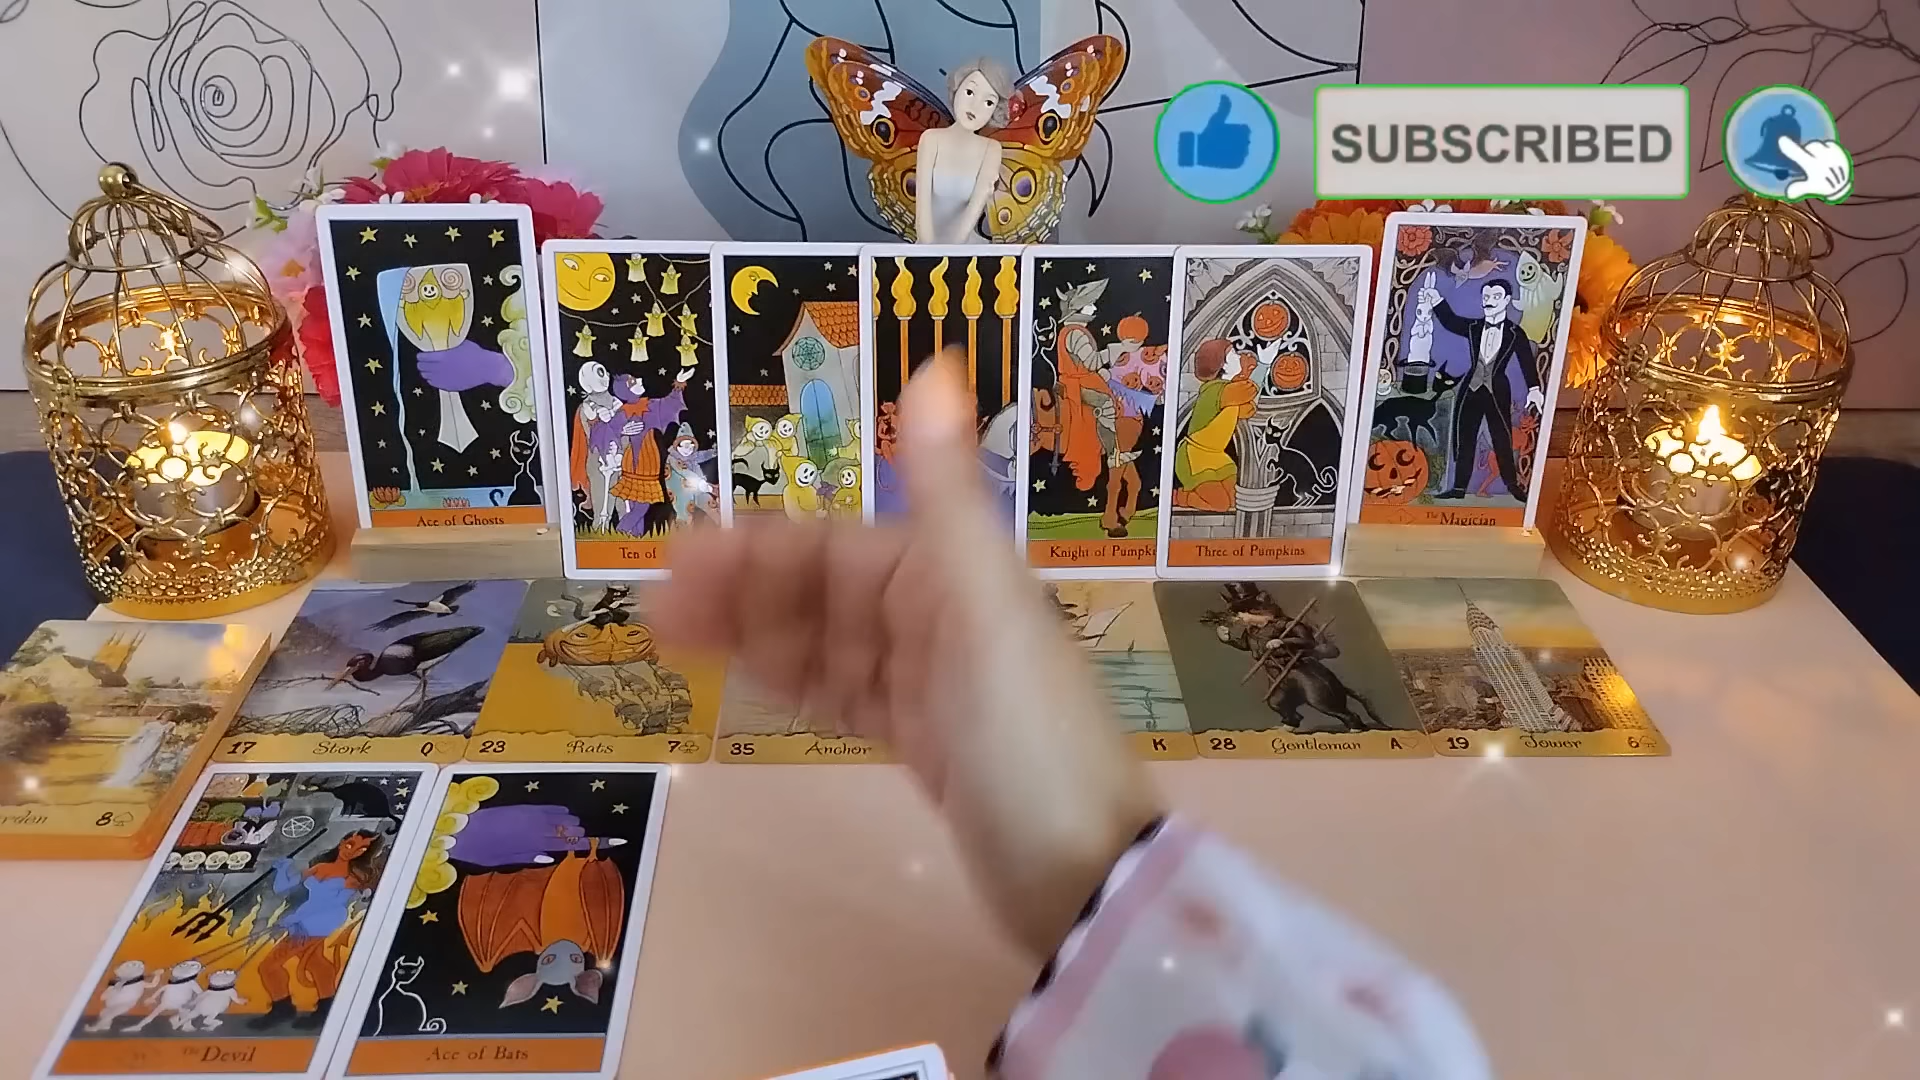 SUBSCRIBED
Ace of Ghosts
The Magician
Ten of
Knight of Pumpk
Three of Pumpkins
17 Stork Q
23 Rats 7
35 Anchor
K
28 Gentleman A
19 Tower 6
rden 8
The Devil
Ace of Bats